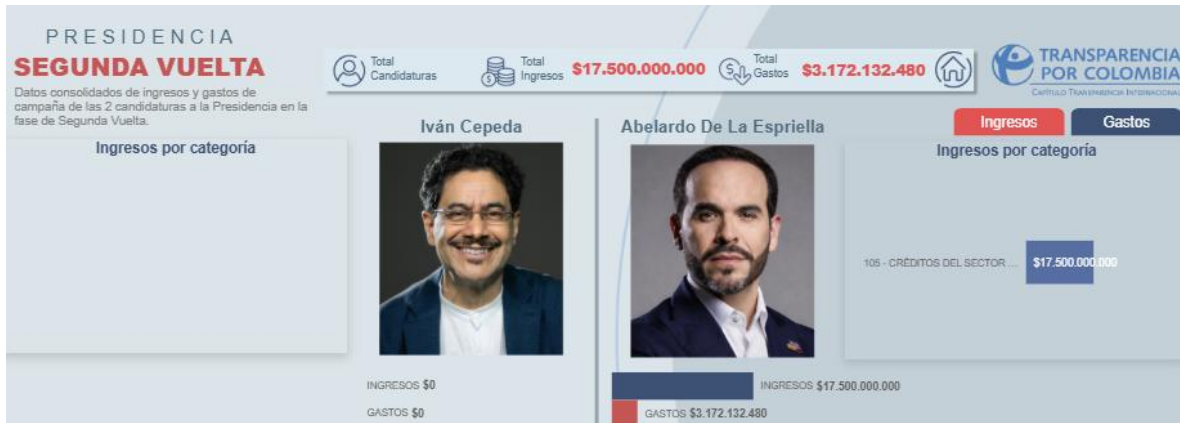 PRESIDENCIA
SEGUNDA VUELTA
Datos consolidados de ingresos y gastos de
campaña de las 2 candidaturas a la Presidencia en la
fase de Segunda Vuelta.
Total
Candidaturas
Total
Ingresos
$17.500.000.000
Total
Gastos
$3.172.132.480
TRANSPARENCIA
POR COLOMBIA
CAPÍTULO TRANSPARENCIA INTERNACIONAL
Ingresos
Gastos
Ingresos por categoría
Iván Cepeda
INGRESOS $0
GASTOS $0
Abelardo De La Espriella
INGRESOS $17.500.000.000
GASTOS $3.172.132.480
Ingresos por categoría
105 - CRÉDITOS DEL SECTOR ...
$17.500.000.000